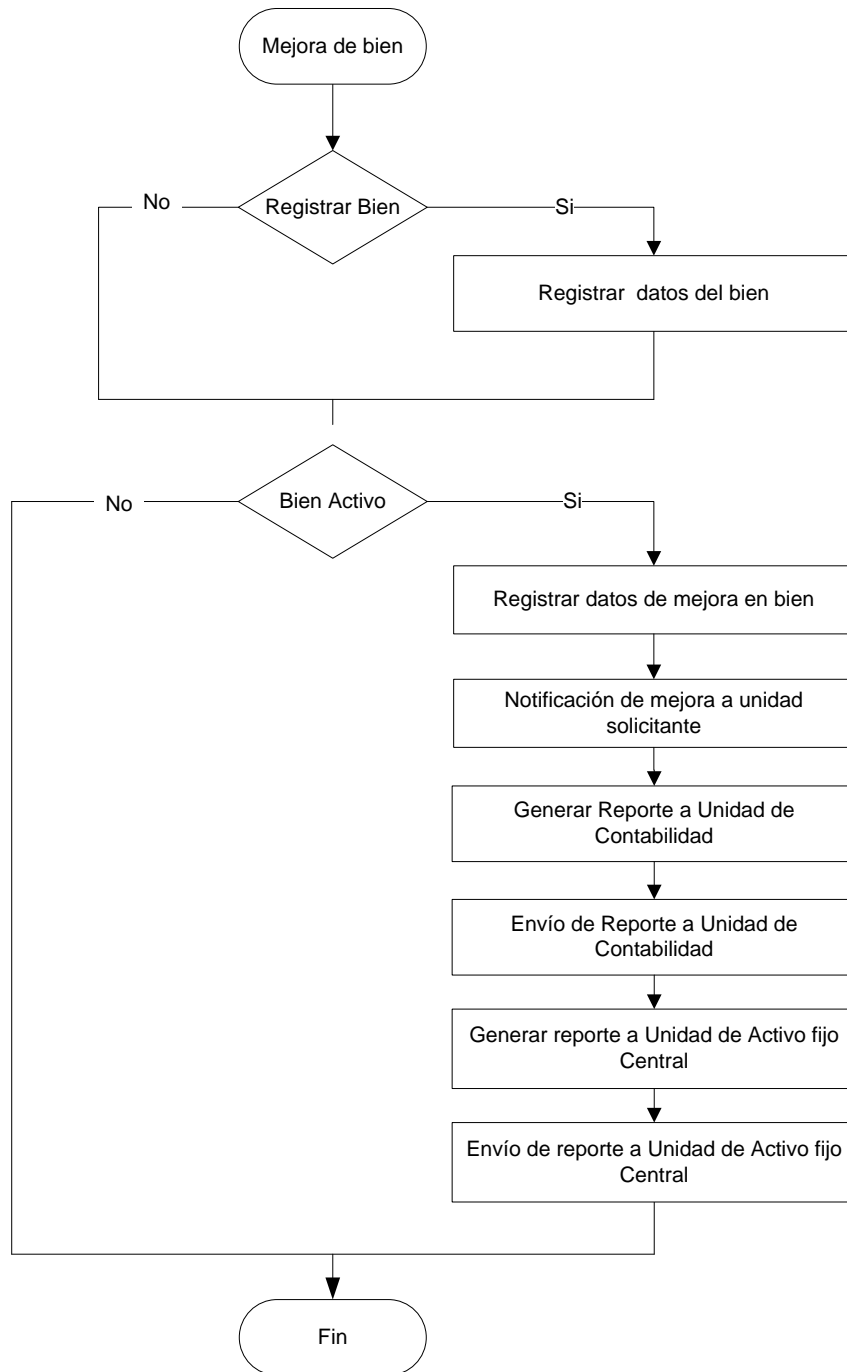 Mejora de bien
No
Registrar Bien
Si
Registrar  datos del bien
No
Bien Activo
Si
Registrar datos de mejora en bien
Notificación de mejora a unidad
solicitante
Generar Reporte a Unidad de
Contabilidad
Envío de Reporte a Unidad de
Contabilidad
Generar reporte a Unidad de Activo fijo
Central
Envío de reporte a Unidad de Activo fijo
Central
Fin